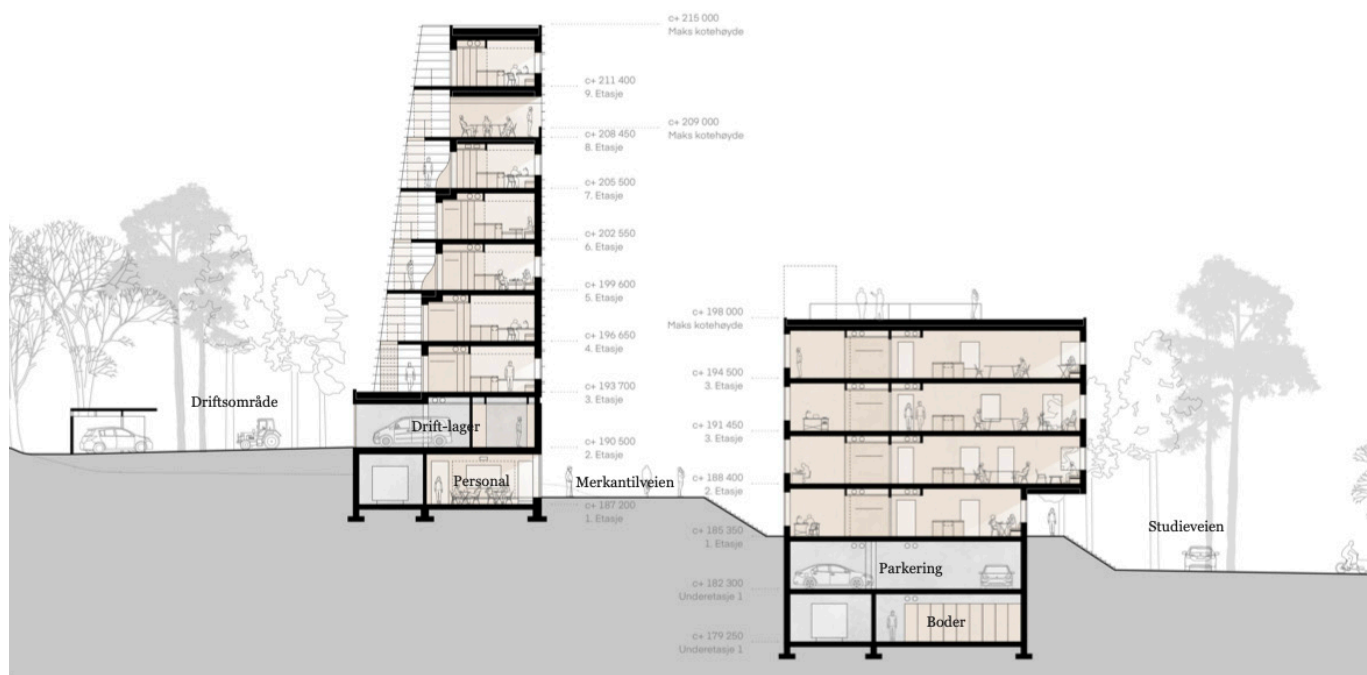 c+ 215 000
Maks kotehøyde
c+ 211 400
9. Etasje
c+ 209 000
Maks kotehøyde
c+ 208 450
8. Etasje
c+ 205 500
7. Etasje
c+ 202 550
6. Etasje
c+ 199 600
5. Etasje
c+ 196 650
4. Etasje
c+ 193 700
3. Etasje
c+ 190 500
2. Etasje
c+ 187 200
1. Etasje
Driftsområde
Drift-lager
Personal
Merkantilveien
c+ 198 000
Maks kotehøyde
c+ 194 500
3. Etasje
c+ 191 450
3. Etasje
c+ 188 400
2. Etasje
c+ 185 350
1. Etasje
c+ 182 300
Underetasje 1
c+ 179 250
Underetasje 1
Parkering
Boder
Studieveien